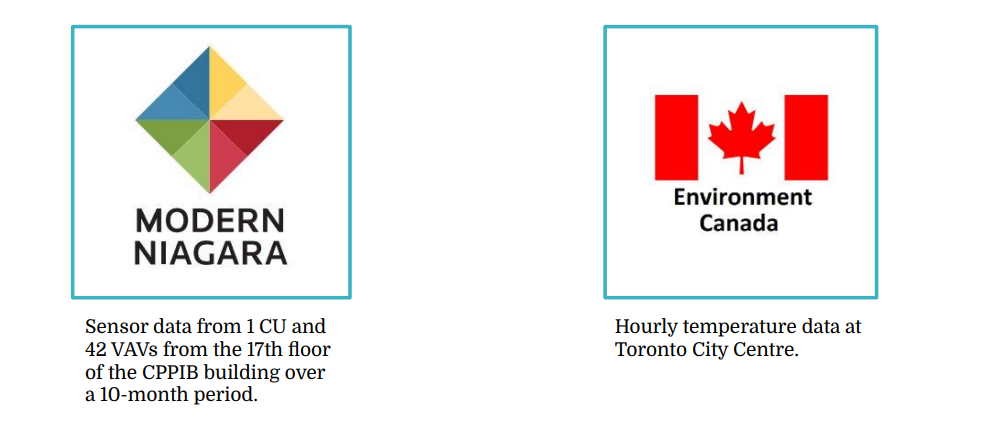 MODERN
NIAGARA
Sensor data from 1 CU and
42 VAVs from the 17th floor
of the CPPIB building over
a 10-month period.
Environment
Canada
Hourly temperature data at
Toronto City Centre.